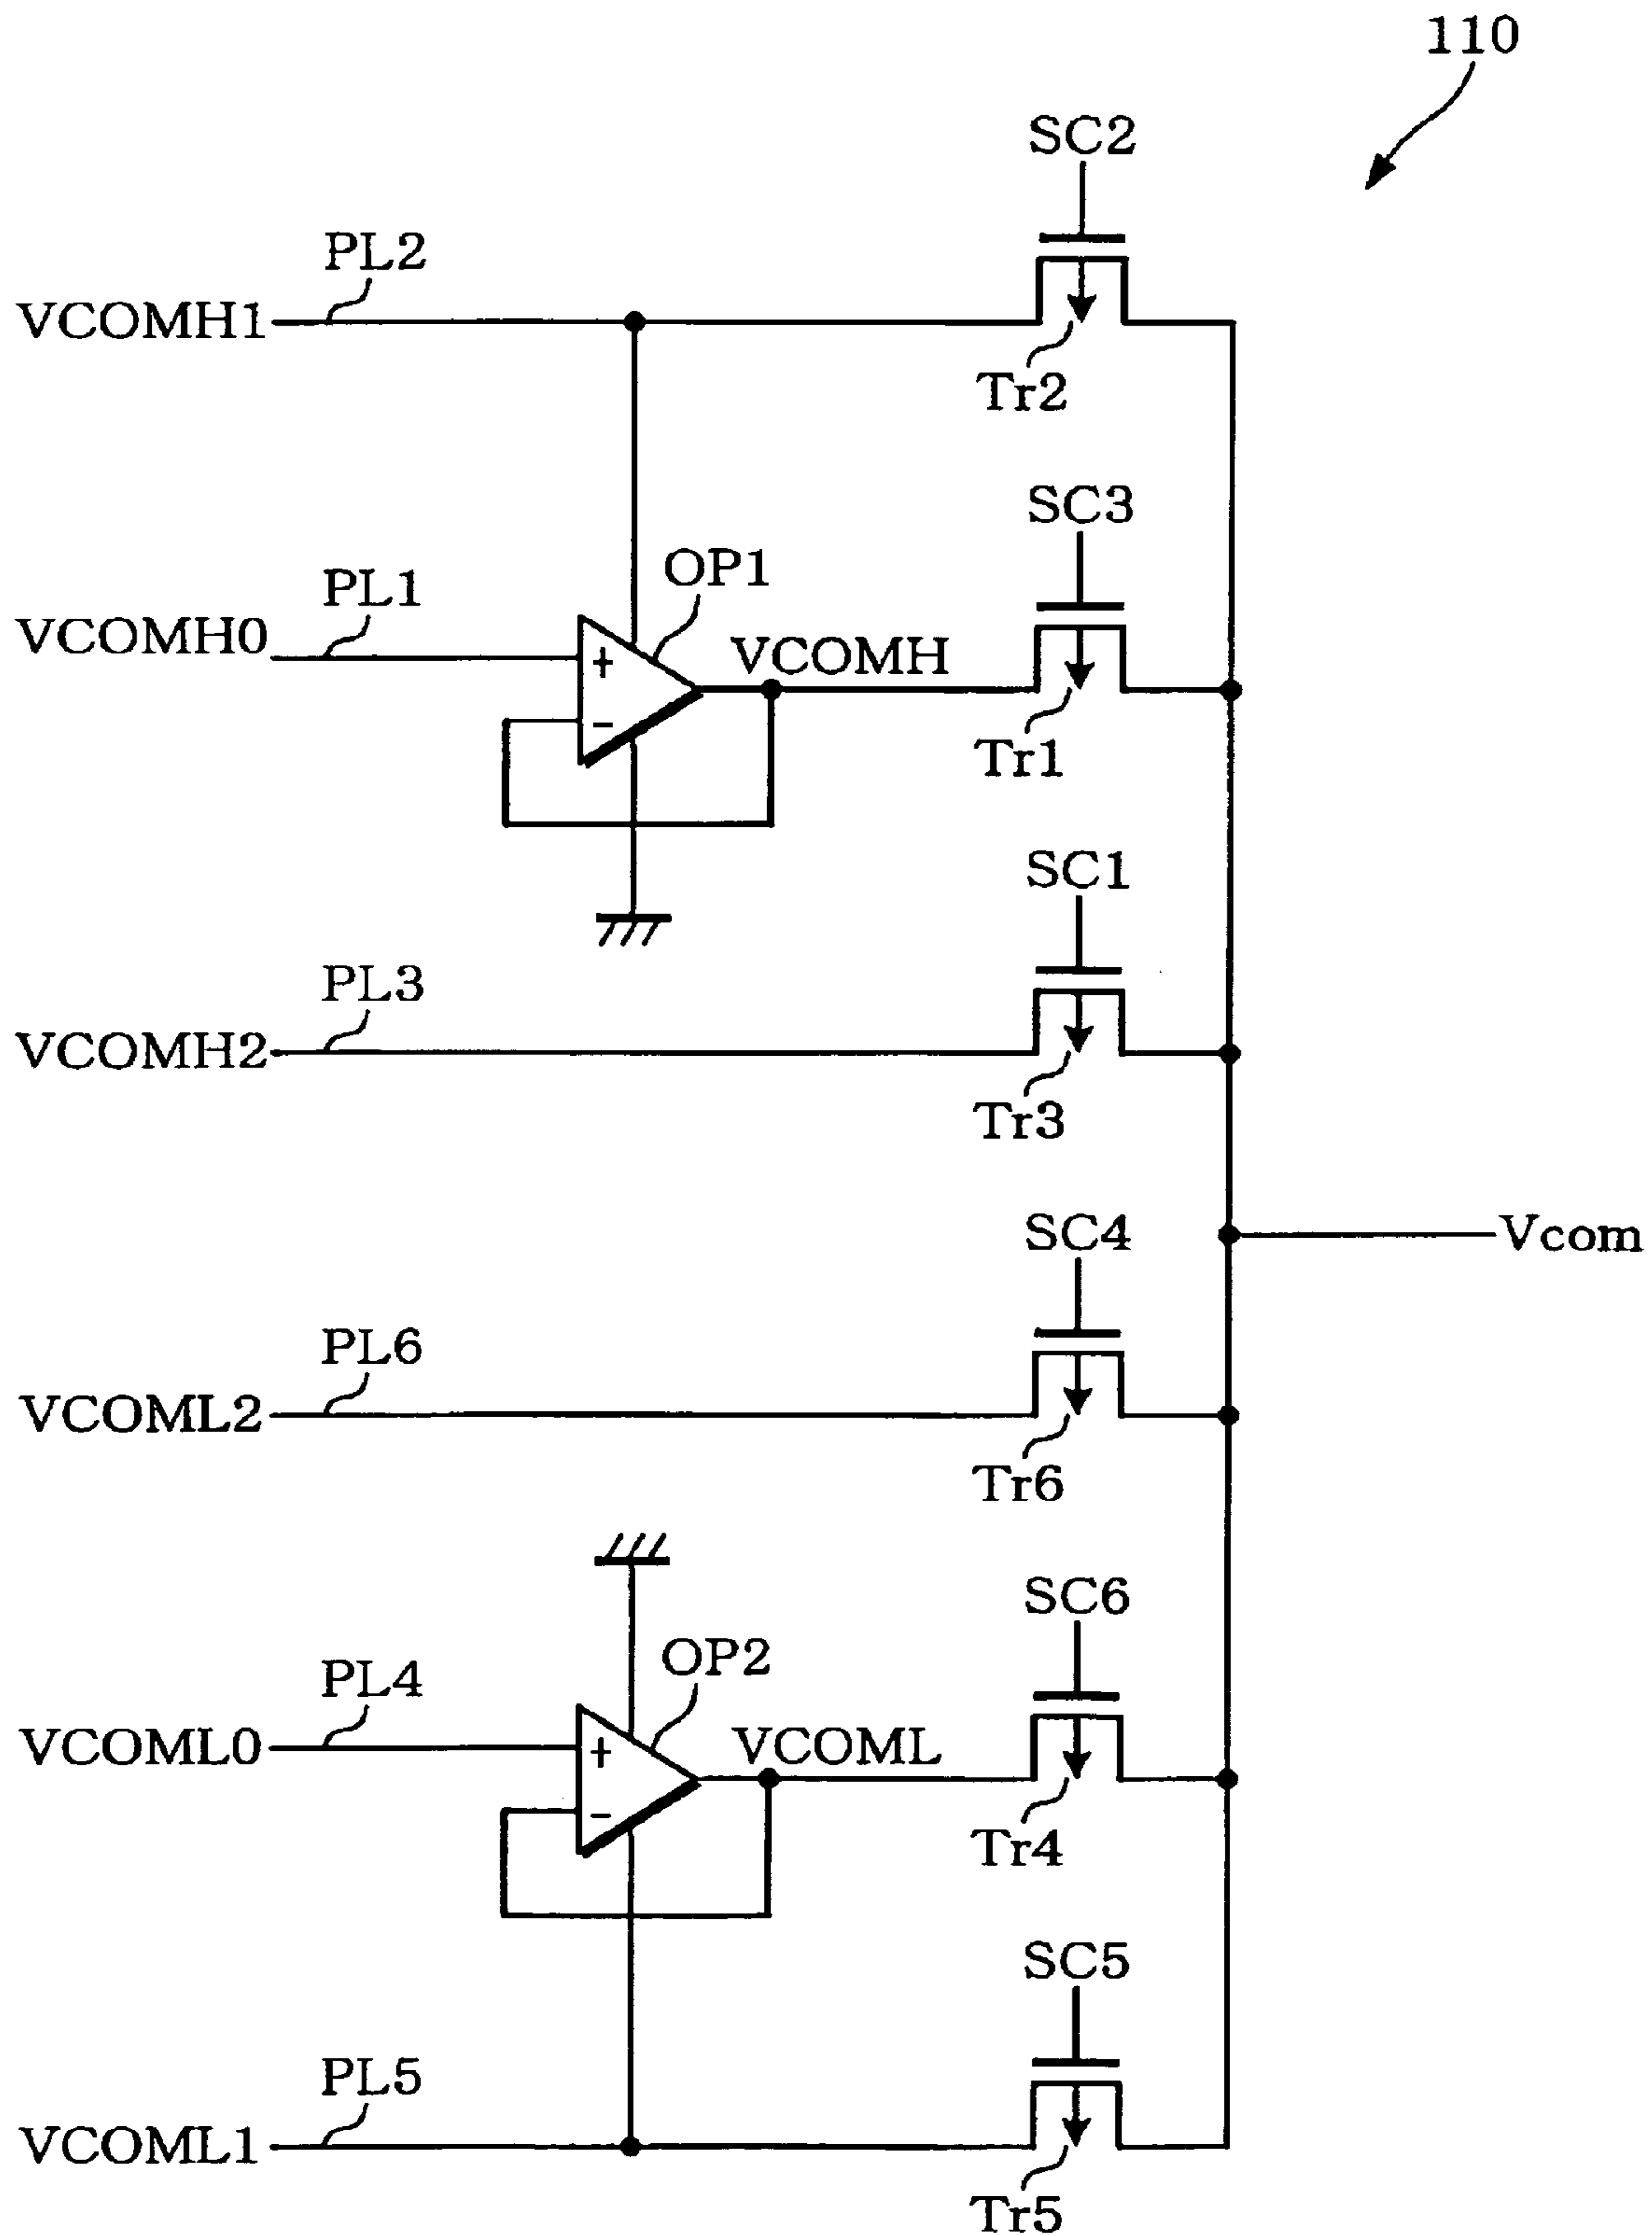 110
SC2
PL2
VCOMH1
Tr2
SC3
OP1
PL1
VCOMH0
VCOMH
+
−
Tr1
SC1
PL3
VCOMH2
Tr3
SC4
Vcom
PL6
VCOML2
Tr6
SC6
OP2
PL4
VCOML0
VCOML
+
−
Tr4
SC5
PL5
VCOML1
Tr5